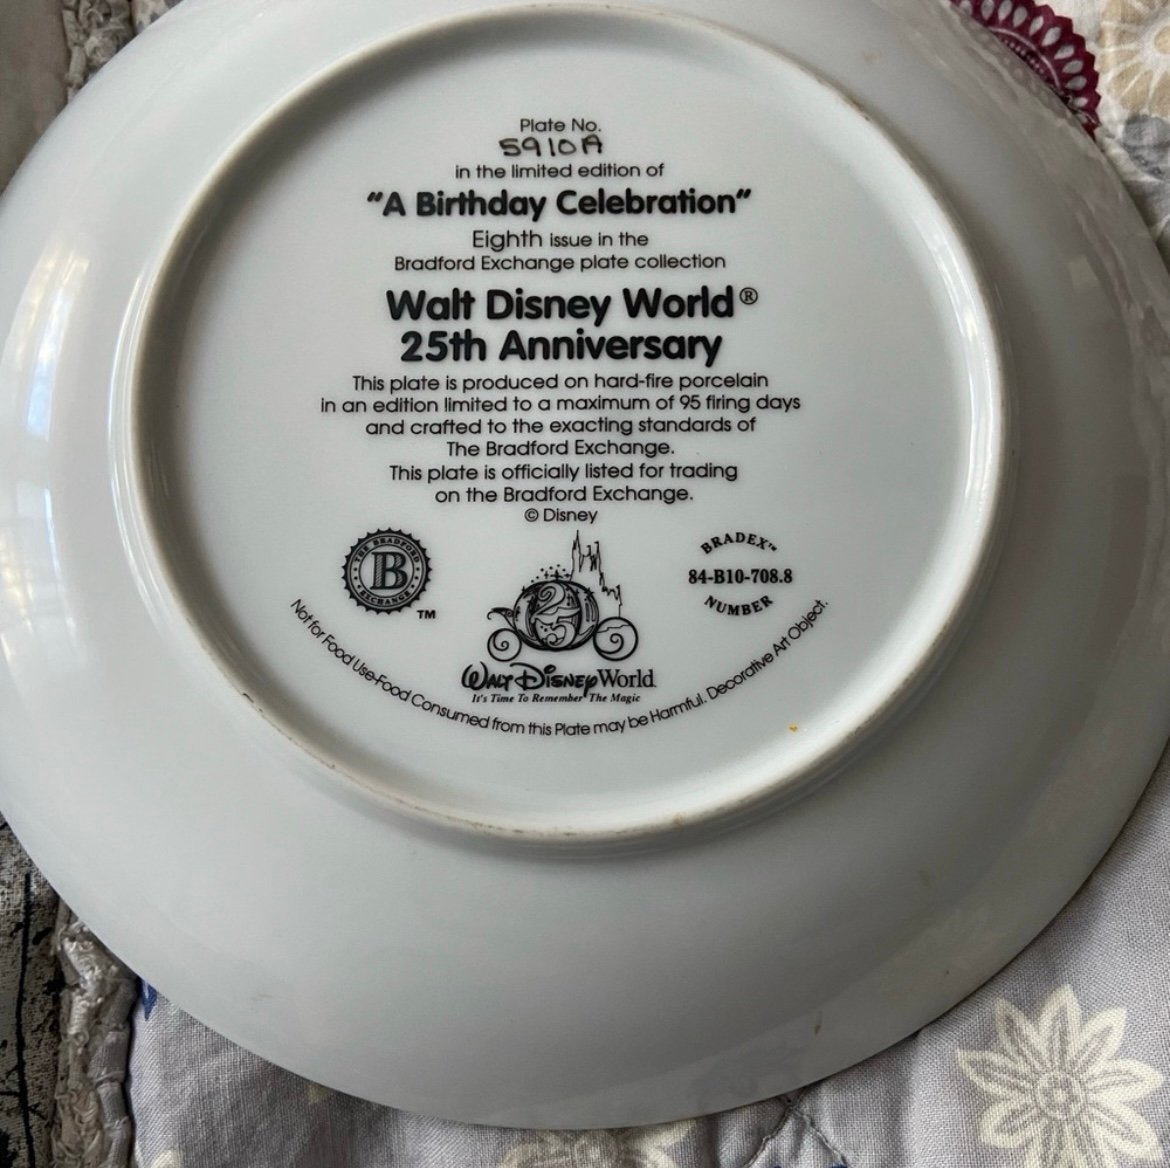 Plate No.
5910A
in the limited edition of
"A Birthday Celebration"
Eighth issue in the
Bradford Exchange plate collection
Walt Disney World®
25th Anniversary
This plate is produced on hard-fire porcelain
in an edition limited to a maximum of 95 firing days
and crafted to the exacting standards of
The Bradford Exchange.
This plate is officially listed for trading
on the Bradford Exchange.
© Disney
THE BRADFORD
B
EXCHANGE
TM
25
BRADEX™
84-B10-708.8
NUMBER
Walt Disney World
It's Time To Remember The Magic
Not for Food Use-Food Consumed from this Plate may be Harmful. Decorative Art Object.